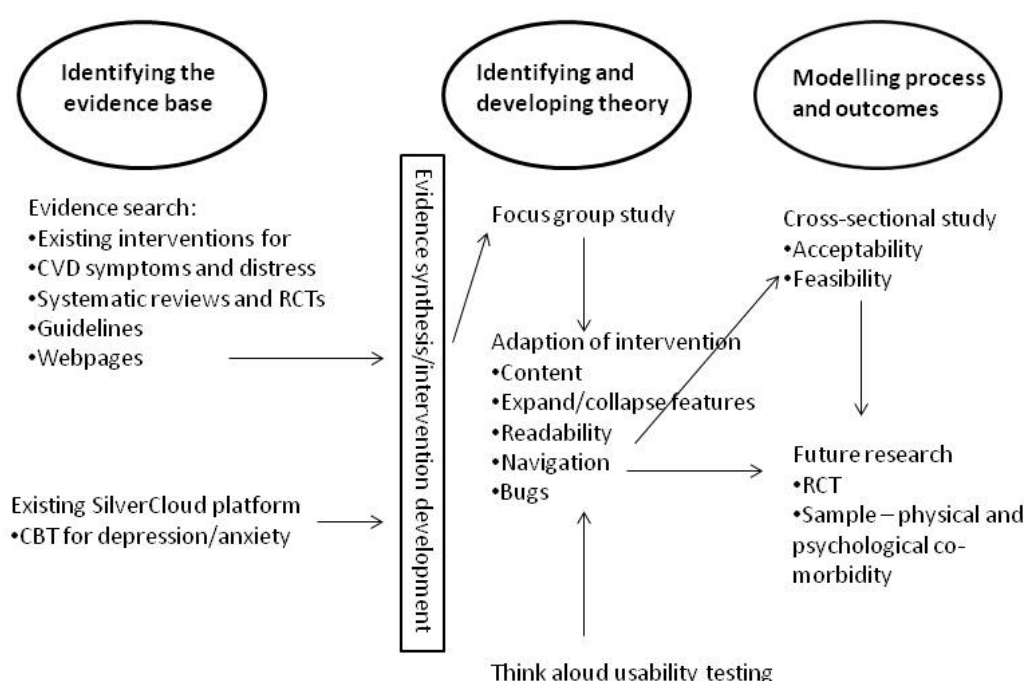 Identifying the
evidence base
Identifying and
developing theory
Modelling process
and outcomes
Evidence search:
•Existing interventions for
•CVD symptoms and distress
•Systematic reviews and RCTs
•Guidelines
•Webpages
Existing SilverCloud platform
•CBT for depression/anxiety
Evidence synthesis/intervention development
Focus group study
Adaption of intervention
•Content
•Expand/collapse features
•Readability
•Navigation
•Bugs
Think aloud usability testing
Cross-sectional study
•Acceptability
•Feasibility
Future research
•RCT
•Sample – physical and
psychological co-
morbidity